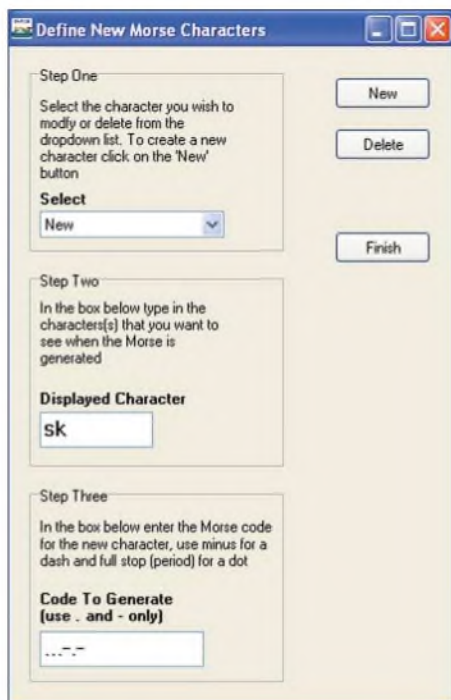 Define New Morse Characters
Step One
Select the character you wish to
modfy or delete from the
dropdown list. To create a new
character click on the 'New'
button
Select
New
New
Delete
Finish
Step Two
In the box below type in the
characters(s) that you want to
see when the Morse is
generated
Displayed Character
sk
Step Three
In the box below enter the Morse code
for the new character, use minus for a
dash and full stop (period) for a dot
Code To Generate
(use . and - only)
...-.-